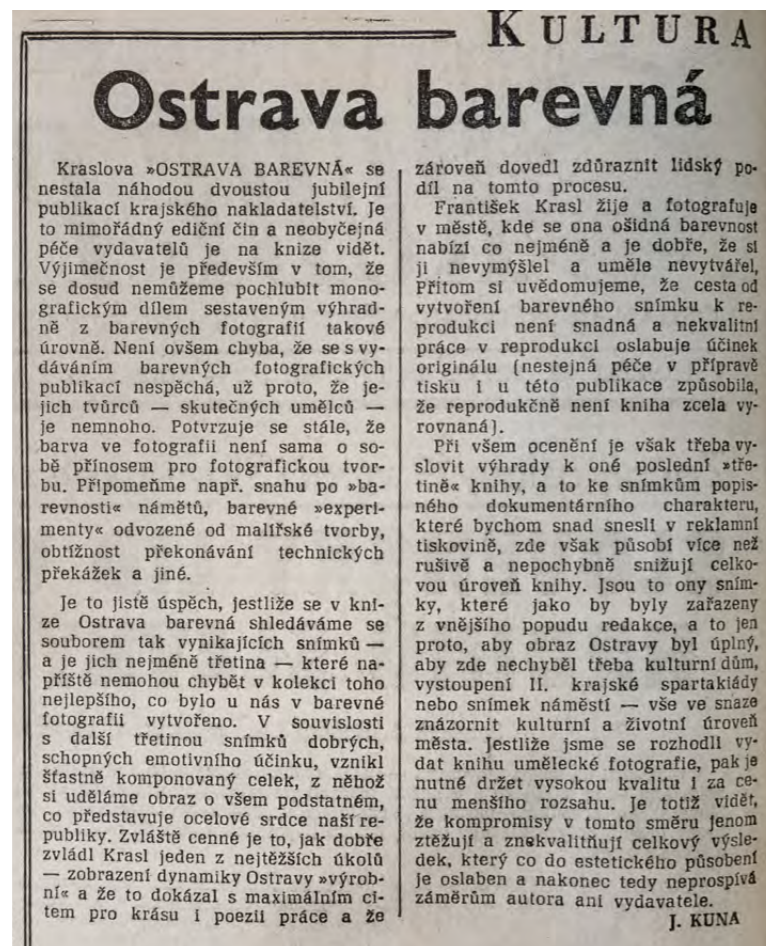 KULTURA
Ostrava barevná
Kraslova »OSTRAVA BAREVNÁ« se
nestala náhodou dvoustou jubilejní
publikací krajského nakladatelství. Je
to mimořádný ediční čin a neobyčejná
péče vydavatelů je na knize vidět.
Výjimečnost je především v tom, že
se dosud nemůžeme pochlubit mono-
grafickým dílem sestaveným výhrad-
ně z barevných fotografií takové
úrovně. Není ovšem chyba, že se s vy-
dáváním barevných fotografických
publikací nespěchá, už proto, že je-
jich tvůrců — skutečných umělců —
je nemnoho. Potvrzuje se stále, že
barva ve fotografii není sama o so-
bě přínosem pro fotografickou tvor-
bu. Připomeňme např. snahu po »ba-
revnosti« námětů, barevné »experi-
menty« odvozené od malířské tvorby,
obtížnost překonávání technických
překážek a jiné.
Je to jistě úspěch, jestliže se v kni-
ze Ostrava barevná shledáváme se
souborem tak vynikajících snímků —
a je jich nejméně třetina — které na-
příště nemohou chybět v kolekci toho
nejlepšího, co bylo u nás v barevné
fotografii vytvořeno. V souvislosti
s další třetinou snímků dobrých,
schopných emotivního účinku, vznikl
šťastně komponovaný celek, z něhož
si uděláme obraz o všem podstatném,
co představuje ocelové srdce naší re-
publiky. Zvláště cenné je to, jak dobře
zvládl Krasl jeden z nejtěžších úkolů
— zobrazení dynamiky Ostravy »výrob-
ní« a že to dokázal s maximálním ci-
tem pro krásu i poezii práce a že
zároveň dovedl zdůraznit lidský po-
díl na tomto procesu.
František Krasl žije a fotografuje
v městě, kde se ona ošidná barevnost
nabízí co nejméně a je dobře, že si
ji nevymýšlel a uměle nevytvářel.
Přitom si uvědomujeme, že cesta od
vytvoření barevného snímku k re-
produkci není snadná a nekvalitní
práce v reprodukci oslabuje účinek
originálu (nestejná péče v přípravě
tisku i u této publikace způsobila,
že reprodukčně není kniha zcela vy-
rovnaná).
Při všem ocenění je však třeba vy-
slovit výhrady k oné poslední »tře-
tině« knihy, a to ke snímkům popis-
ného dokumentárního charakteru,
které bychom snad snesli v reklamní
tiskovině, zde však působí více než
rušivě a nepochybně snižují celko-
vou úroveň knihy. Jsou to ony sním-
ky, které jako by byly zařazeny
z vnějšího popudu redakce, a to jen
proto, aby obraz Ostravy byl úplný,
aby zde nechyběl třeba kulturní dům,
vystoupení II. krajské spartakiády
nebo snímek náměstí — vše ve snaze
znázornit kulturní a životní úroveň
města. Jestliže jsme se rozhodli vy-
dat knihu umělecké fotografie, pak je
nutné držet vysokou kvalitu i za ce-
nu menšího rozsahu. Je totiž vidět,
že kompromisy v tomto směru jenom
ztěžují a znekvalitňují celkový výsle-
dek, který co do estetického působení
je oslaben a nakonec tedy neprospívá
záměrům autora ani vydavatele.
J. KUNA